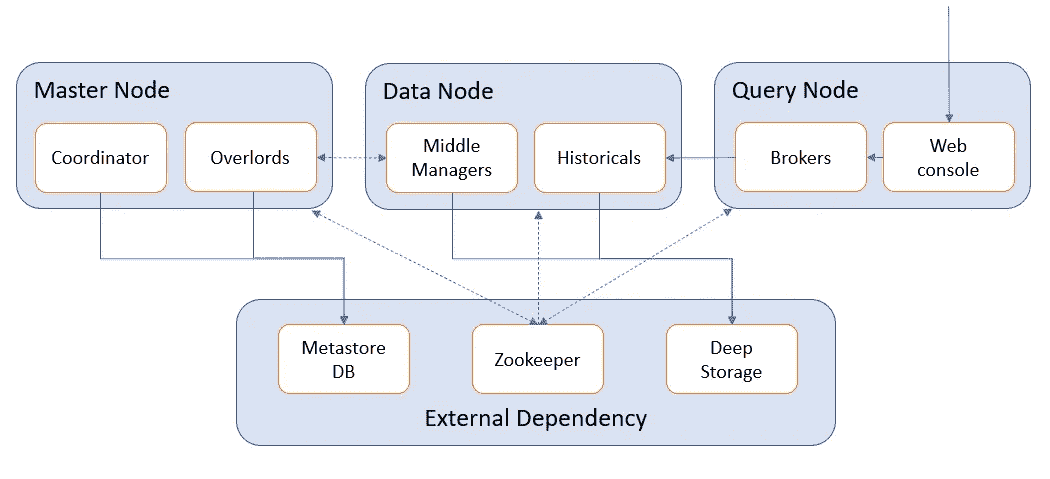 Master Node
Coordinator
Overlords
Data Node
Middle
Managers
Historicals
Query Node
Brokers
Web
console
Metastore
DB
Zookeeper
Deep
Storage
External Dependency